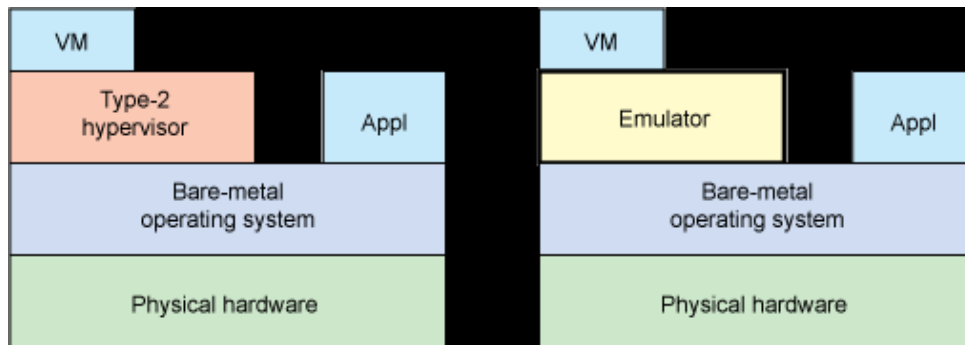 VM
Type-2
hypervisor
Appl
Bare-metal
operating system
Physical hardware
VM
Emulator
Appl
Bare-metal
operating system
Physical hardware